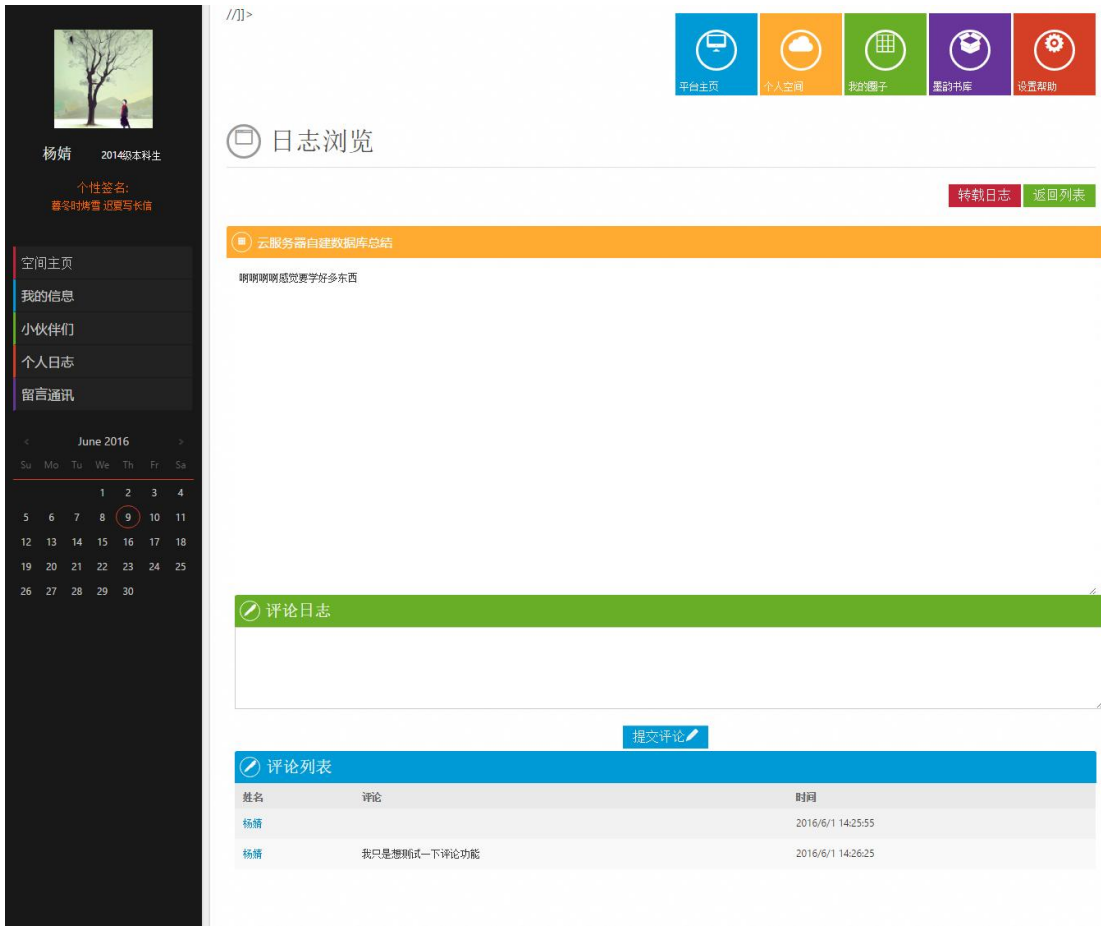 //]]>
平台主页
个人空间
我的圈子
墨韵书库
设置帮助
杨婧 2014级本科生
个性签名:
暮冬时烤雪 迟夏写长信
空间主页
我的信息
小伙伴们
个人日志
留言通讯
< June 2016 >
Su Mo Tu We Th Fr Sa
1 2 3 4
5 6 7 8 9 10 11
12 13 14 15 16 17 18
19 20 21 22 23 24 25
26 27 28 29 30
日志浏览
转载日志 返回列表
云服务器自建数据库总结
啊啊啊啊感觉要学好多东西
评论日志
提交评论
评论列表
姓名 评论 时间
杨婧 2016/6/1 14:25:55
杨婧 我只是想测试一下评论功能 2016/6/1 14:26:25